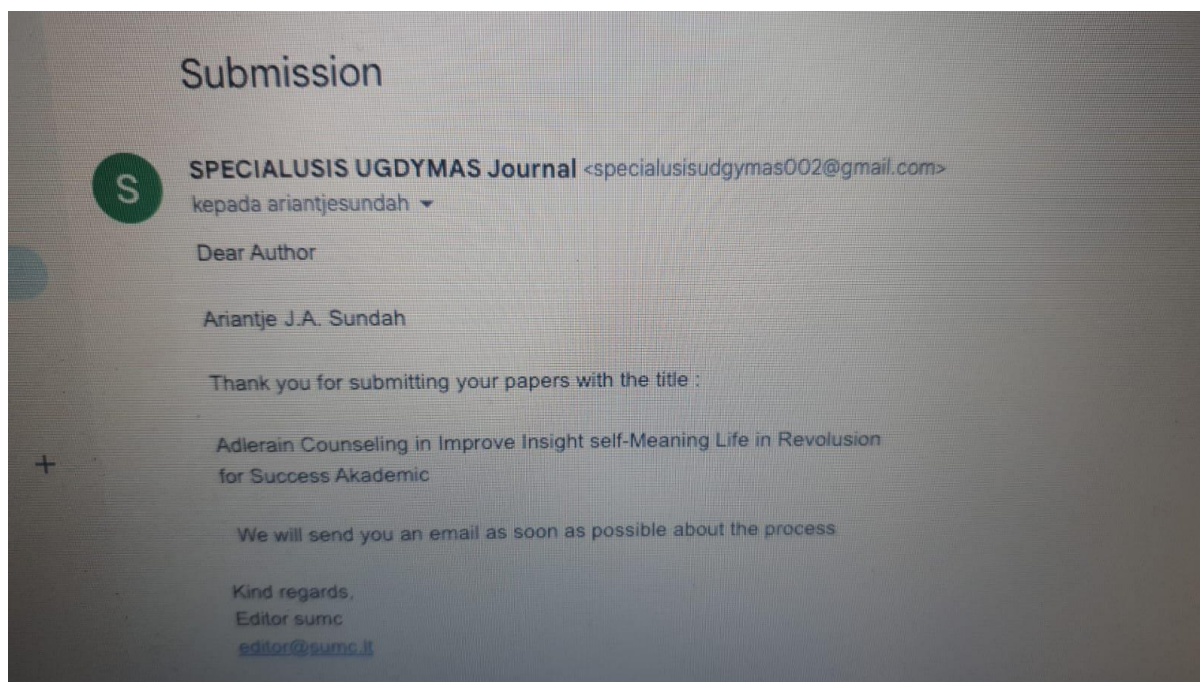 Submission
S
SPECIALUSIS UGDYMAS Journal <specialusisudgymas002@gmail.com>
kepada ariantjesundah
Dear Author
Ariantje J.A. Sundah
Thank you for submitting your papers with the title :
Adlerain Counseling in Improve Insight self-Meaning Life in Revolusion
for Success Akademic
We will send you an email as soon as possible about the process
Kind regards,
Editor sumc
editor@sumc.lt